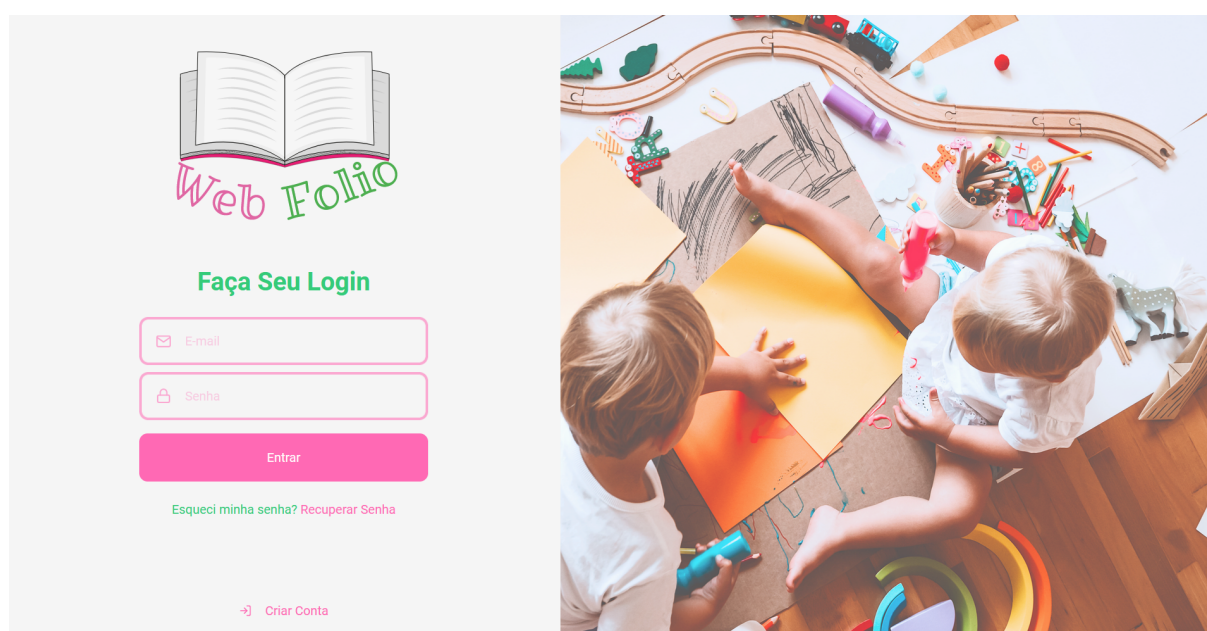 Web Folio
Faça Seu Login
E-mail
Senha
Entrar
Esqueci minha senha? Recuperar Senha
Criar Conta